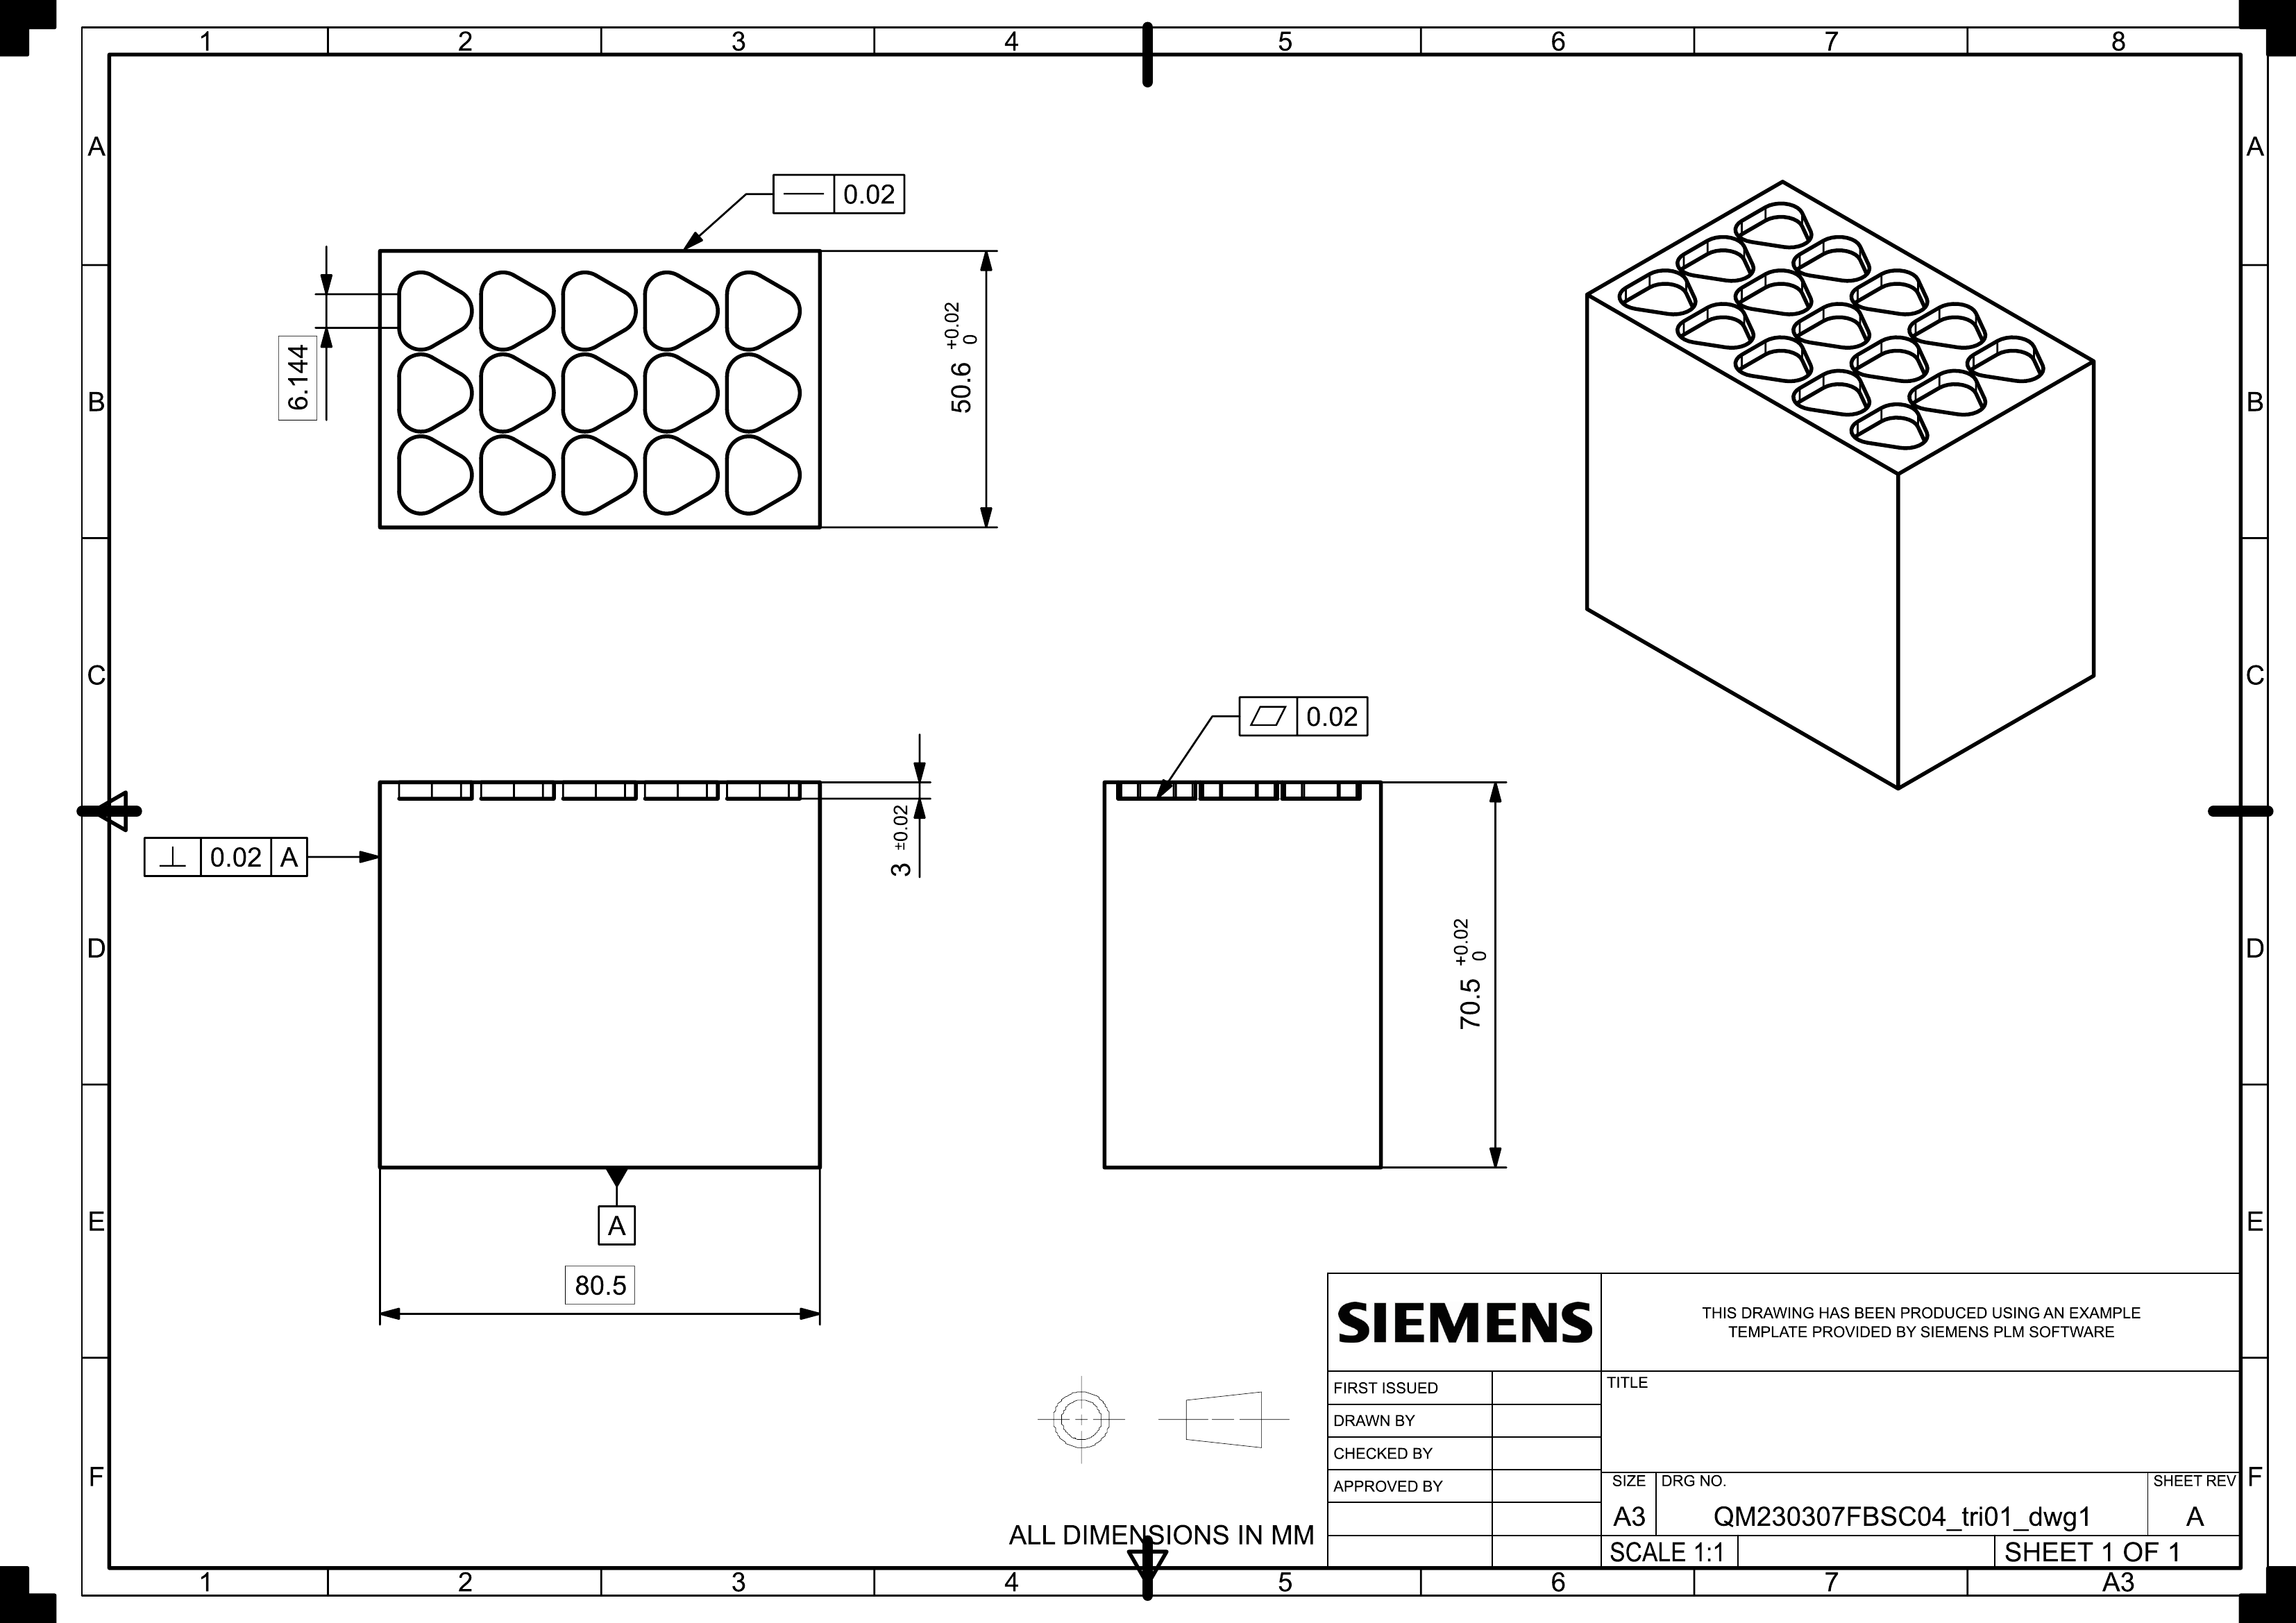 1 2 3 4 5 6 7 8
A A
0.02
6.144
50.6 +0.02 0
B B
C C
0.02
3 ±0.02
⊥ 0.02 A
70.5 +0.02 0
D D
A
E E
80.5
SIEMENS
THIS DRAWING HAS BEEN PRODUCED USING AN EXAMPLE
TEMPLATE PROVIDED BY SIEMENS PLM SOFTWARE
FIRST ISSUED
TITLE
DRAWN BY
CHECKED BY
APPROVED BY
SIZE DRG NO. SHEET REV
F F
A3 QM230307FBSC04_tri01_dwg1 A
ALL DIMENSIONS IN MM
SCALE 1:1 SHEET 1 OF 1
1 2 3 4 5 6 7 A3